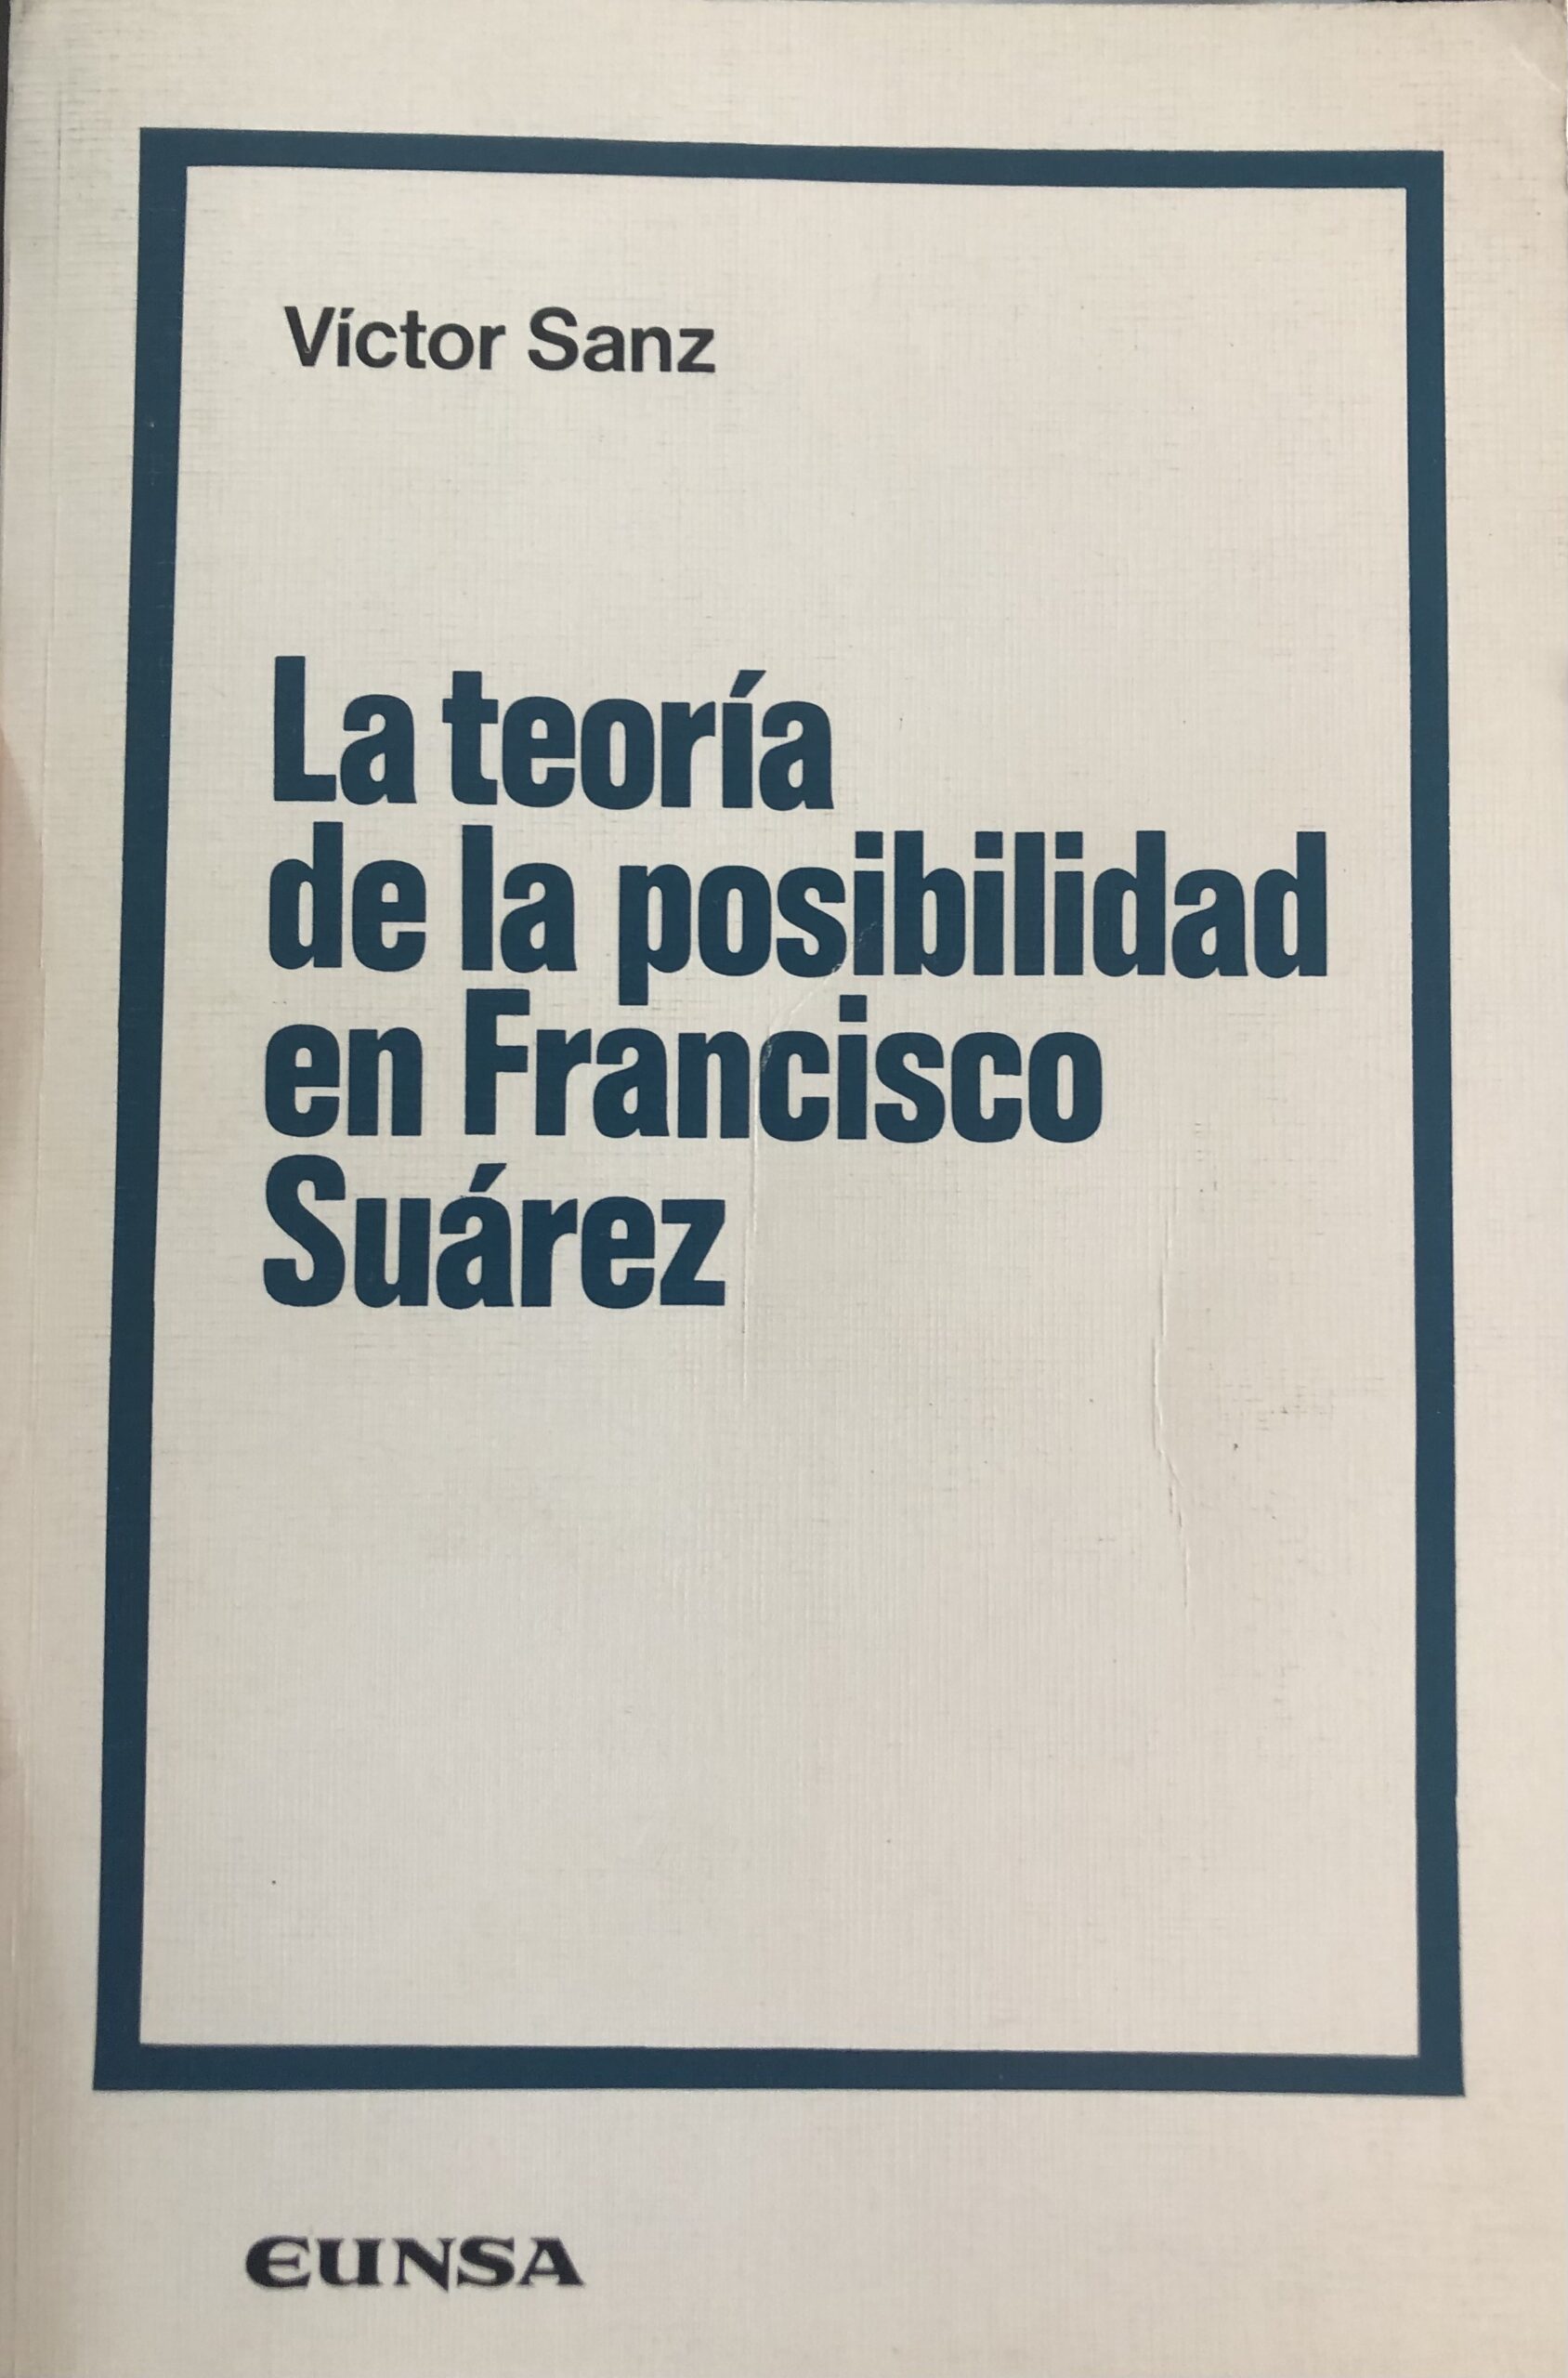 Víctor Sanz
La teoría
de la posibilidad
en Francisco
Suárez
EUNSA